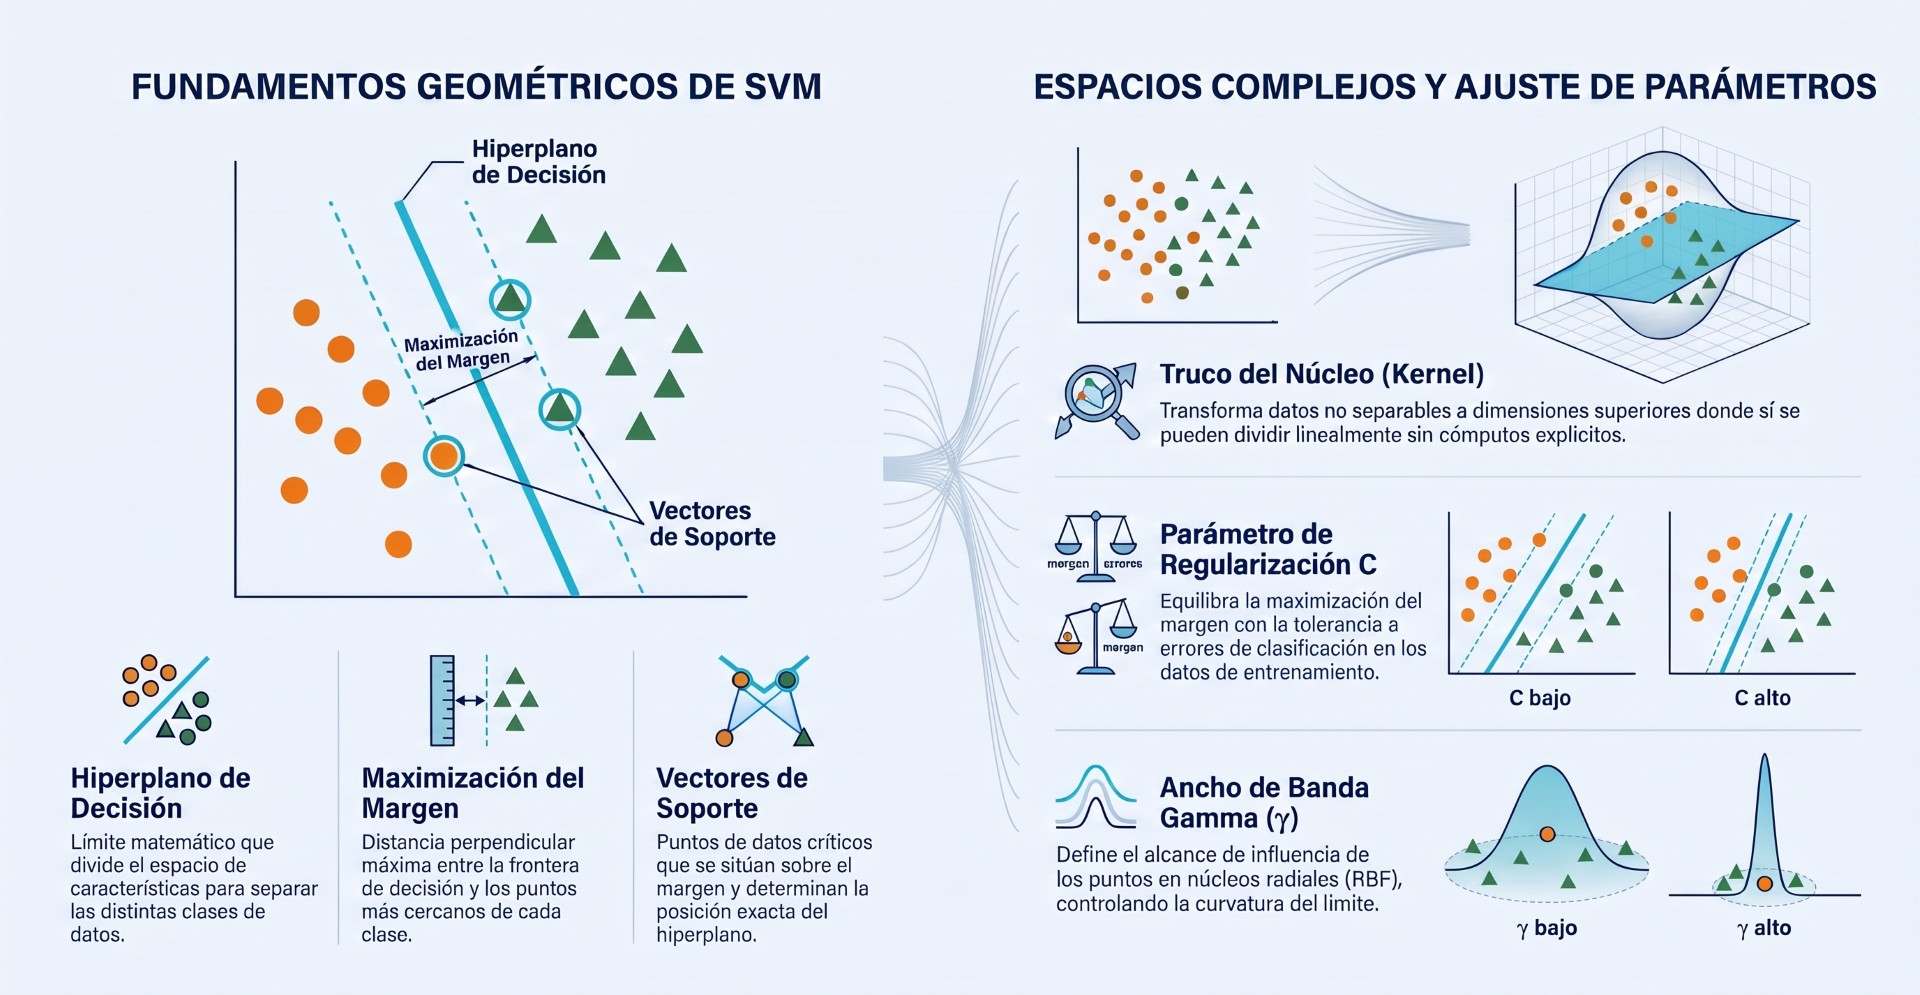 FUNDAMENTOS GEOMÉTRICOS DE SVM
Hiperplano
de Decisión
Maximización
del Margen
Vectores
de Soporte
Hiperplano de
Decisión
Límite matemático que
divide el espacio de
características para separar
las distintas clases de
datos.
Maximización del
Margen
Distancia perpendicular
máxima entre la frontera
de decisión y los puntos
más cercanos de cada
clase.
Vectores de
Soporte
Puntos de datos críticos
que se sitúan sobre el
margen y determinan la
posición exacta del
hiperplano.
ESPACIOS COMPLEJOS Y AJUSTE DE PARÁMETROS
Truco del Núcleo (Kernel)
Transforma datos no separables a dimensiones superiores donde sí se
pueden dividir linealmente sin cómputos explicitos.
morgen errores
morgan
Parámetro de
Regularización C
Equilibra la maximización del
margen con la tolerancia a
errores de clasificación en los
datos de entrenamiento.
C bajo
C alto
Ancho de Banda
Gamma (γ)
Define el alcance de influencia de
los puntos en núcleos radiales (RBF),
controlando la curvatura del limite.
γ bajo
γ alto